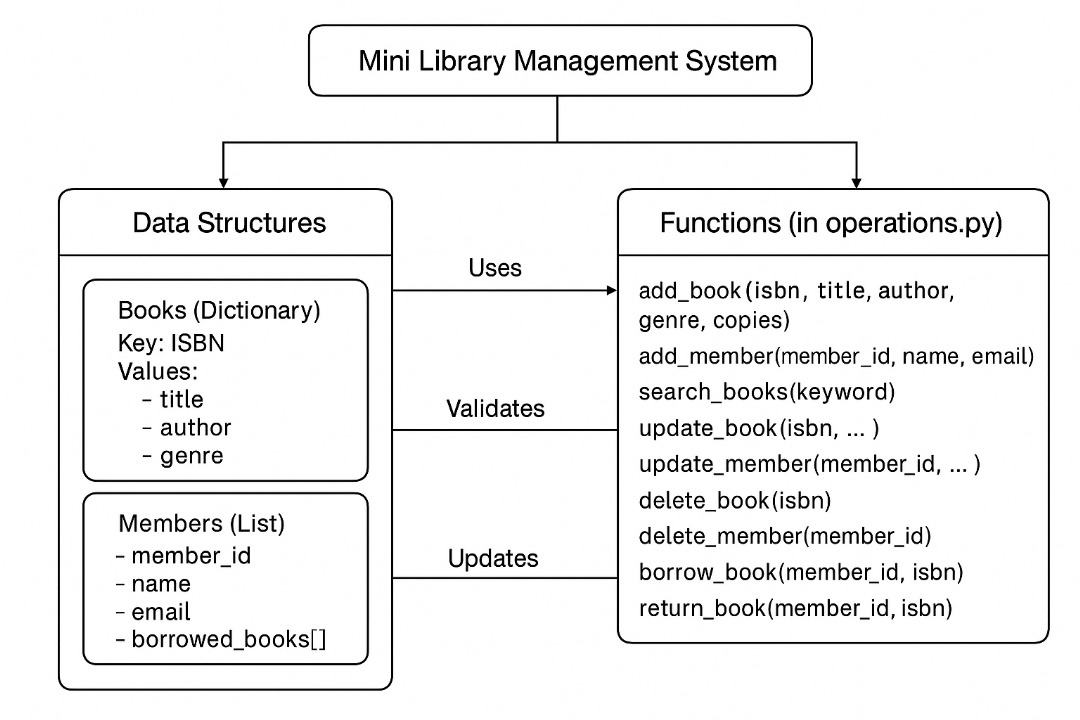 Mini Library Management System
Data Structures
Books (Dictionary)
Key: ISBN
Values:
– title
– author
– genre
Members (List)
– member_id
– name
– email
– borrowed_books[]
Uses
Validates
Updates
Functions (in operations.py)
add_book(isbn, title, author,
genre, copies)
add_member(member_id, name, email)
search_books(keyword)
update_book(isbn, ... )
update_member(member_id, ... )
delete_book(isbn)
delete_member(member_id)
borrow_book(member_id, isbn)
return_book(member_id, isbn)